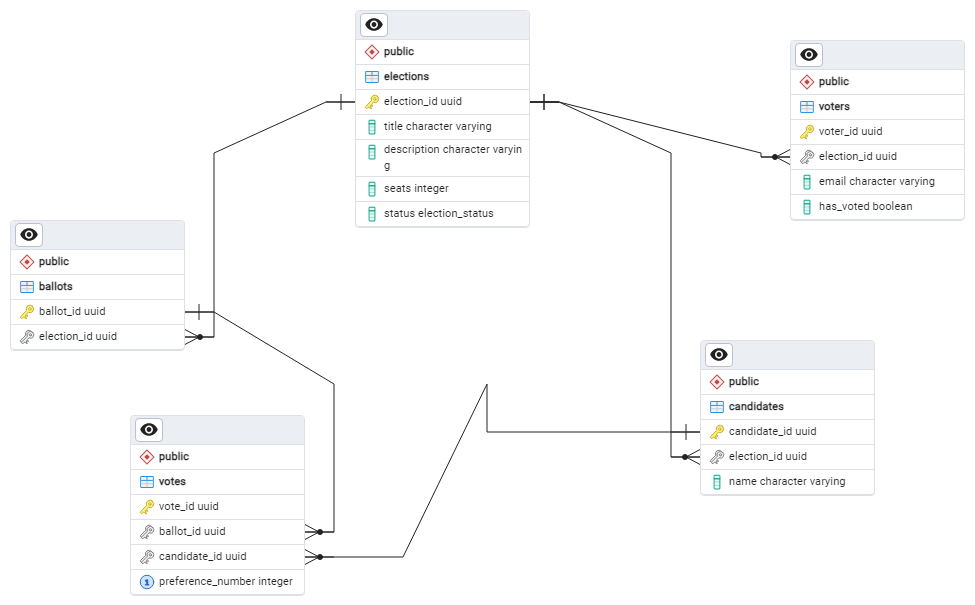 public
elections
election_id uuid
title character varying
description character varyin
g
seats integer
status election_status
public
voters
voter_id uuid
election_id uuid
email character varying
has_voted boolean
public
ballots
ballot_id uuid
election_id uuid
public
candidates
candidate_id uuid
election_id uuid
name character varying
public
votes
vote_id uuid
ballot_id uuid
candidate_id uuid
1 preference_number integer